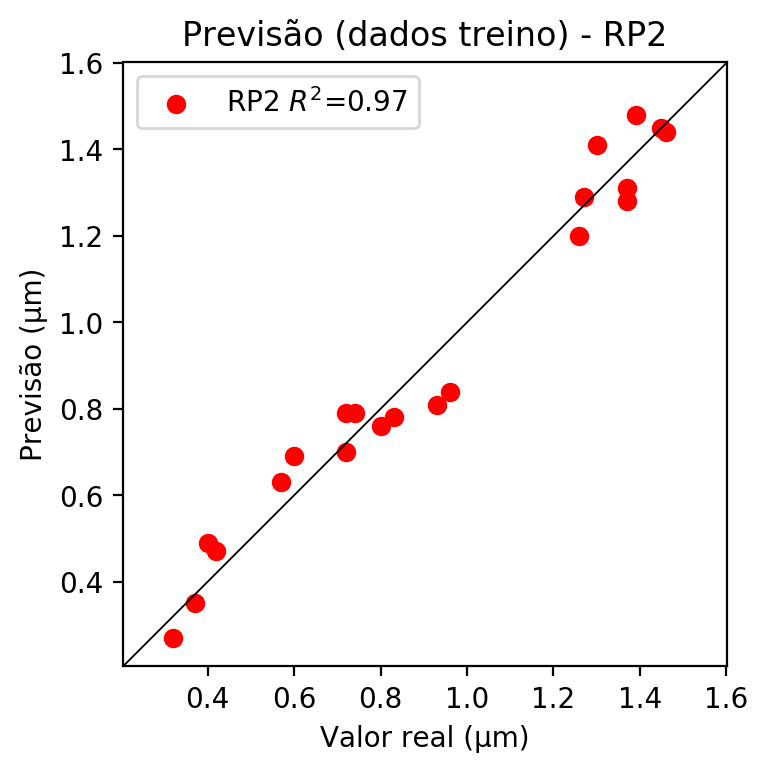 Previsão (dados treino) - RP2
RP2 R²=0.97
1.6
1.4
1.2
1.0
0.8
0.6
0.4
Previsão (µm)
0.4 0.6 0.8 1.0 1.2 1.4 1.6
Valor real (µm)